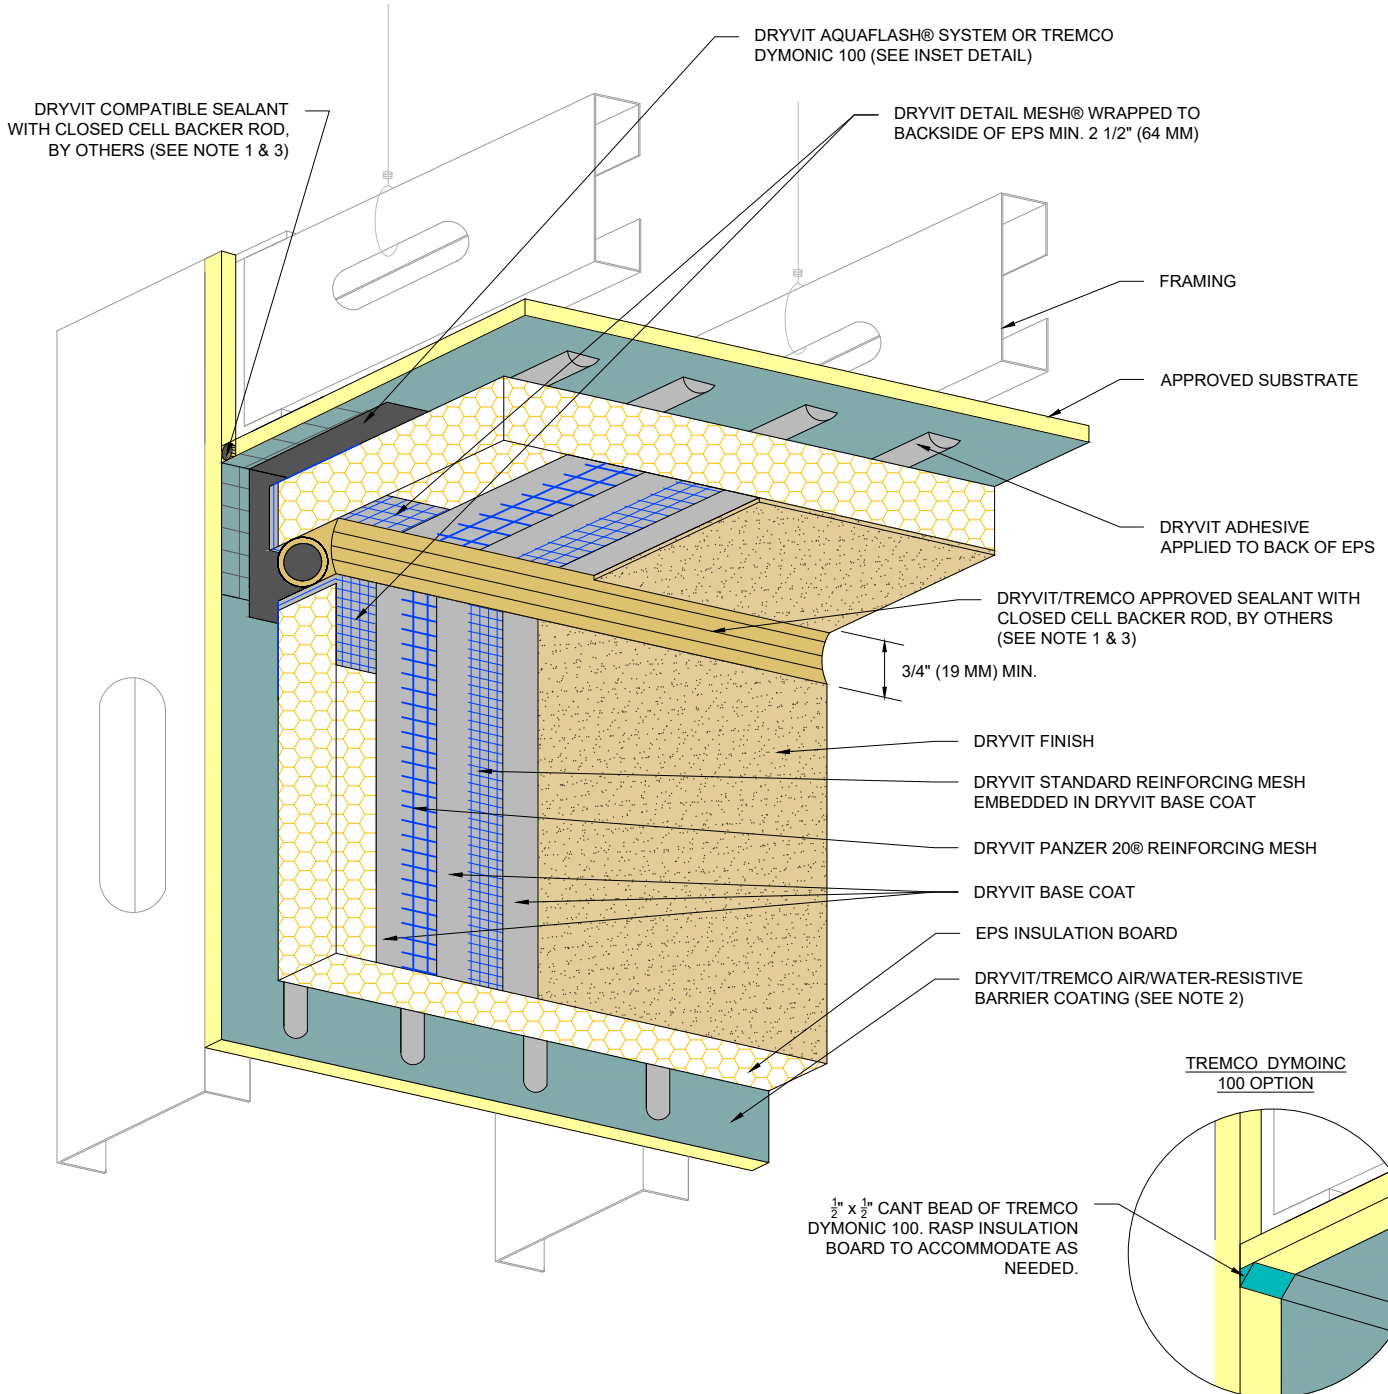 DRYVIT AQUAFLASH® SYSTEM OR TREMCO
DYMONIC 100 (SEE INSET DETAIL)
DRYVIT COMPATIBLE SEALANT
WITH CLOSED CELL BACKER ROD,
BY OTHERS (SEE NOTE 1 & 3)
DRYVIT DETAIL MESH® WRAPPED TO
BACKSIDE OF EPS MIN. 2 1/2" (64 MM)
FRAMING
APPROVED SUBSTRATE
DRYVIT ADHESIVE
APPLIED TO BACK OF EPS
DRYVIT/TREMCO APPROVED SEALANT WITH
CLOSED CELL BACKER ROD, BY OTHERS
(SEE NOTE 1 & 3)
3/4" (19 MM) MIN.
DRYVIT FINISH
DRYVIT STANDARD REINFORCING MESH
EMBEDDED IN DRYVIT BASE COAT
DRYVIT PANZER 20® REINFORCING MESH
DRYVIT BASE COAT
EPS INSULATION BOARD
DRYVIT/TREMCO AIR/WATER-RESISTIVE
BARRIER COATING (SEE NOTE 2)
TREMCO DYMOINC
100 OPTION
1/2" x 1/2" CANT BEAD OF TREMCO
DYMONIC 100. RASP INSULATION
BOARD TO ACCOMMODATE AS
NEEDED.